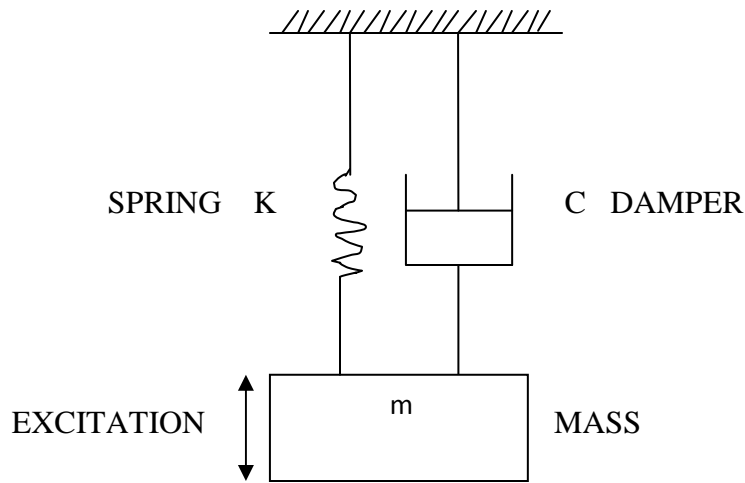 SPRING K
C DAMPER
m
EXCITATION
MASS